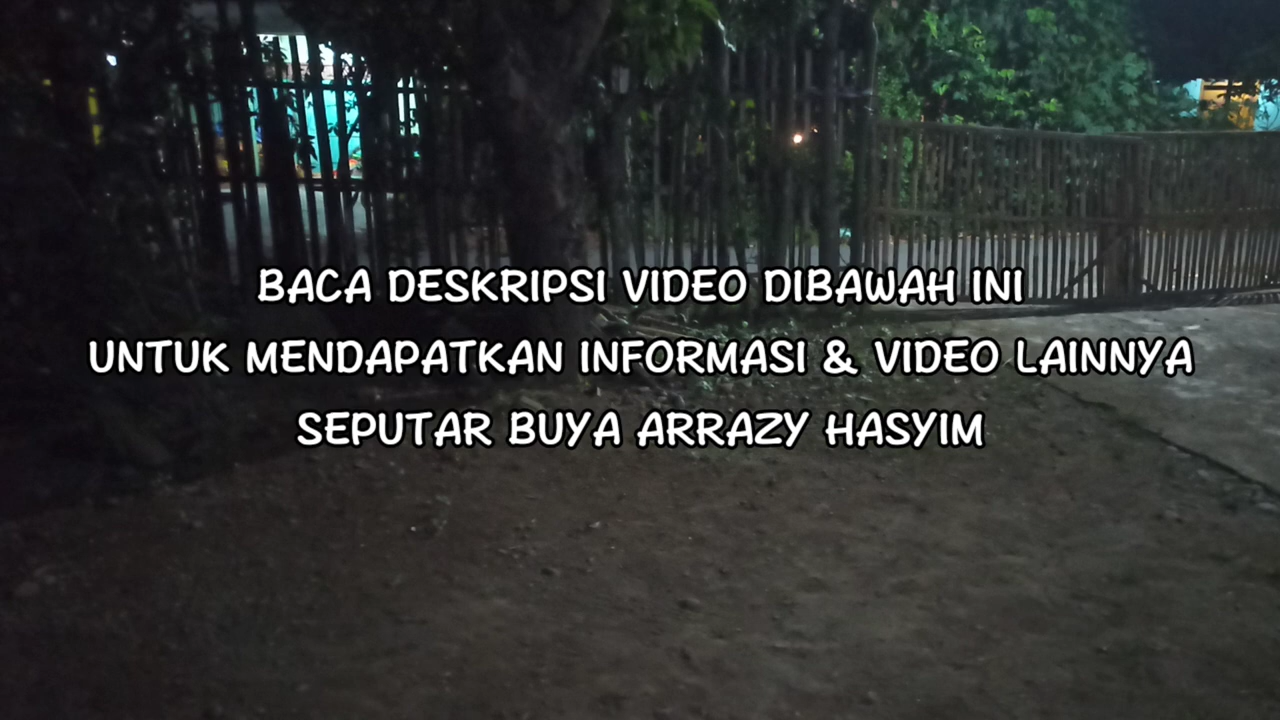 BACA DESKRIPSI VIDEO DIBAWAH INI
UNTUK MENDAPATKAN INFORMASI & VIDEO LAINNYA
SEPUTAR BUYA ARRAZY HASYIM